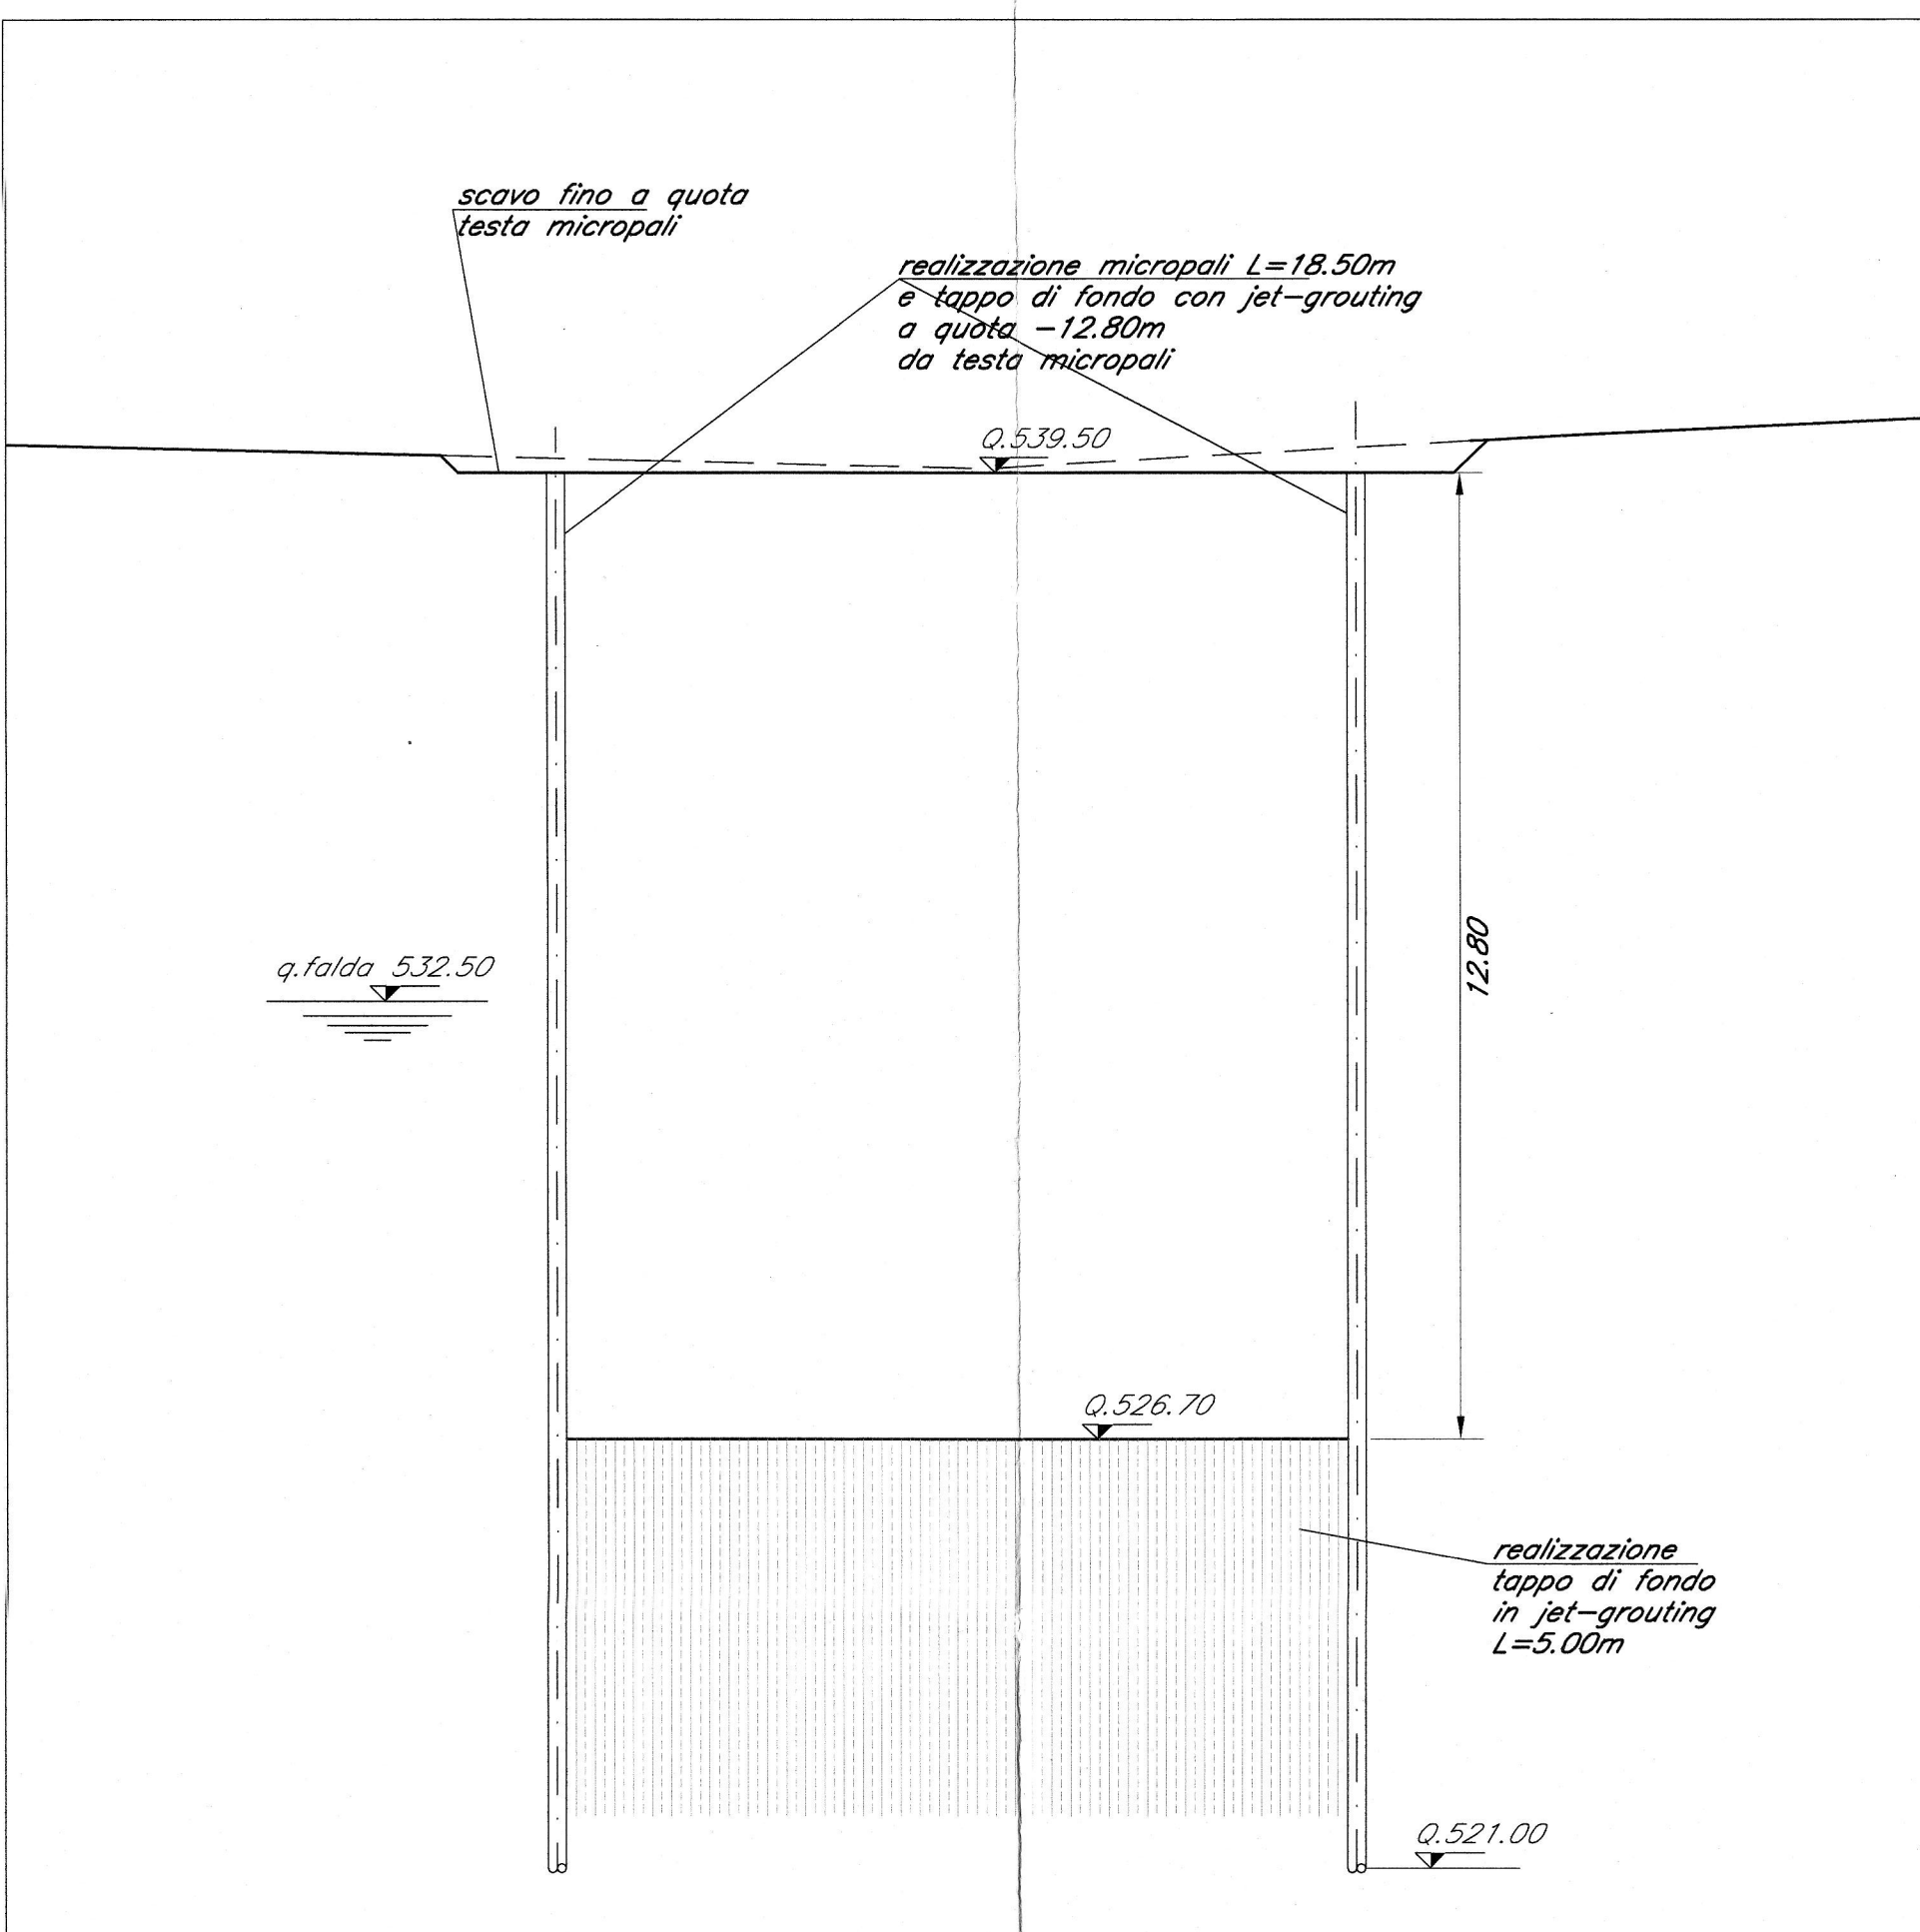 scavo fino a quota
testa micropali
realizzazione micropali L=18.50m
e tappo di fondo con jet-grouting
a quota -12.80m
da testa micropali
Q.539.50
q.falda 532.50
12.80
Q.526.70
realizzazione
tappo di fondo
in jet-grouting
L=5.00m
Q.521.00